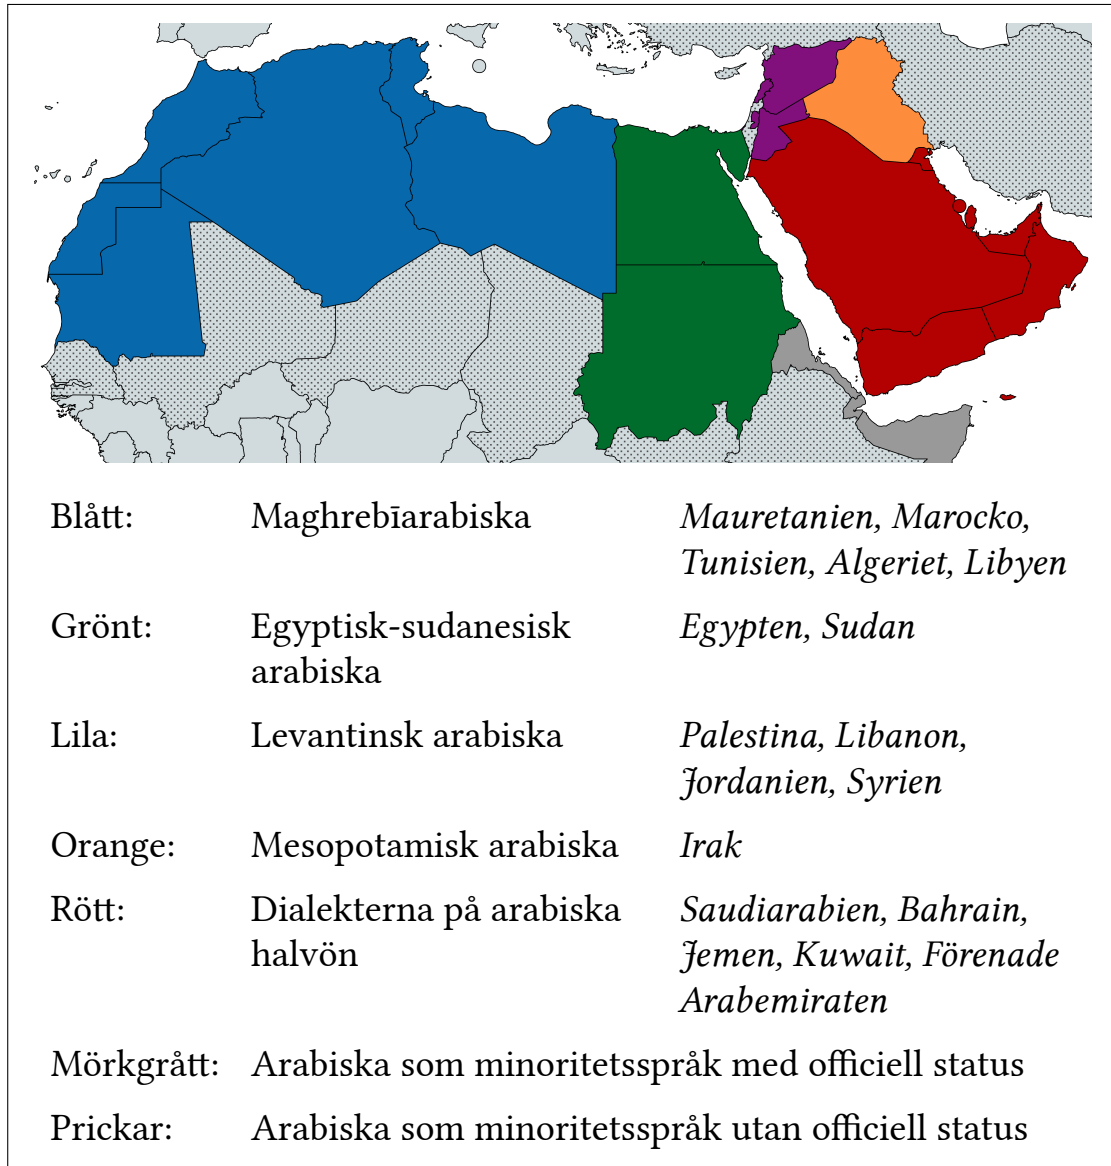 Blått: Maghrebīarabiska Mauretanien, Marocko,
Tunisien, Algeriet, Libyen
Grönt: Egyptisk-sudanesisk Egypten, Sudan
arabiska
Lila: Levantinsk arabiska Palestina, Libanon,
Jordanien, Syrien
Orange: Mesopotamisk arabiska Irak
Rött: Dialekterna på arabiska Saudiarabien, Bahrain,
halvön Jemen, Kuwait, Förenade
Arabemiraten
Mörkgrått: Arabiska som minoritetsspråk med officiell status
Prickar: Arabiska som minoritetsspråk utan officiell status